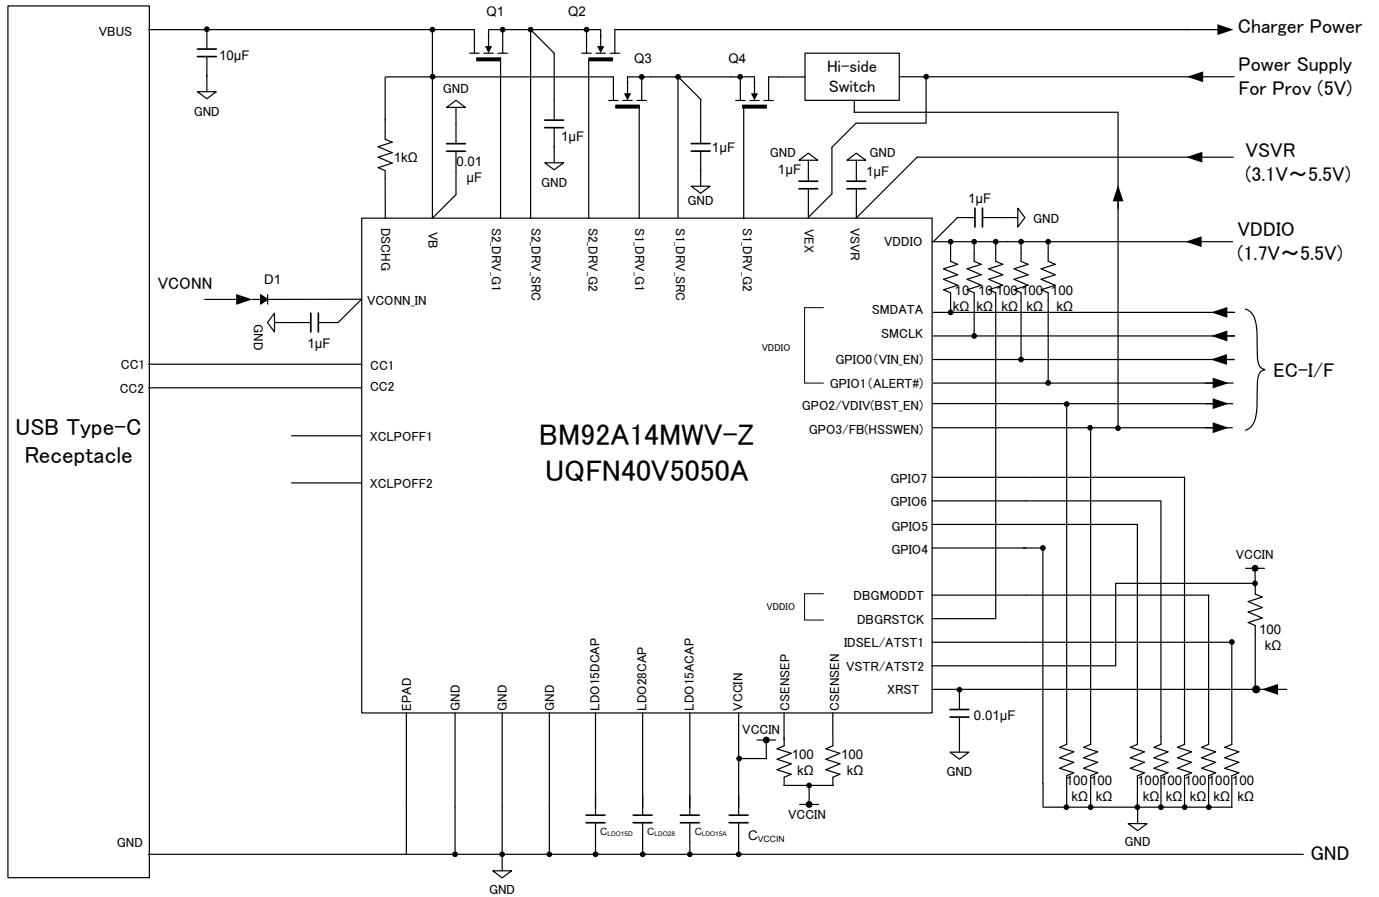 Q1
Q2
VBUS
Charger Power
10μF
GND
Q3
Q4
Hi-side
Switch
Power Supply
For Prov (5V)
GND
1kΩ
0.01
μF
1μF
GND
1μF
GND
GND
1μF
GND
1μF
VSVR
(3.1V～5.5V)
1μF
GND
VDDIO
(1.7V～5.5V)
DSCHG
VB
S2_DRV_G1
S2_DRV_SRC
S2_DRV_G2
S1_DRV_G1
S1_DRV_SRC
S1_DRV_G2
VEX
VSVR
VDDIO
VCONN
D1
VCONN_IN
GND
1μF
10
kΩ
10
kΩ
100
kΩ
100
kΩ
100
kΩ
SMDATA
SMCLK
VDDIO
GPIO0(VIN_EN)
GPIO1(ALERT#)
GPO2/VDIV(BST_EN)
GPO3/FB(HSSWEN)
EC-I/F
CC1
CC1
CC2
CC2
USB Type-C
Receptacle
XCLPOFF1
XCLPOFF2
BM92A14MWV-Z
UQFN40V5050A
GPIO7
GPIO6
GPIO5
GPIO4
VCCIN
VDDIO
DBGMODDT
DBGRSTCK
IDSEL/ATST1
VSTR/ATST2
XRST
100
kΩ
0.01μF
GND
EPAD
GND
GND
GND
LDO15DCAP
LDO28CAP
LDO15ACAP
VCCIN
CSENSEP
CSENSEN
VCCIN
100
kΩ
100
kΩ
VCCIN
100
kΩ
100
kΩ
100
kΩ
100
kΩ
100
kΩ
100
kΩ
100
kΩ
GND
CLDO15D
CLDO28
CLDO15A
CVCCIN
GND
GND
GND